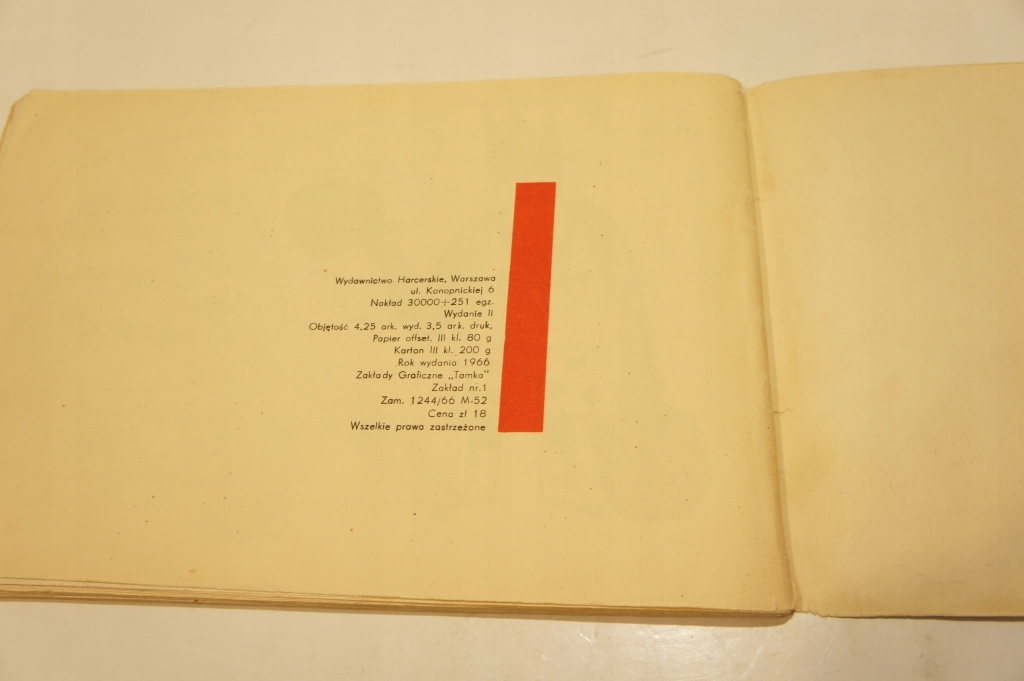 Wydawnictwo Harcerskie, Warszawa
ul. Konopnickiej 6
Nakład 30000+251 egz.
Wydanie II
Objętość 4,25 ark. wyd. 3,5 ark. druk,
Papier offset. III kl. 80 g
Karton III kl. 200 g
Rok wydania 1966
Zakłady Graficzne „Tamka"
Zakład nr.1
Zam. 1244/66 M-52
Cena zł 18
Wszelkie prawa zastrzeżone